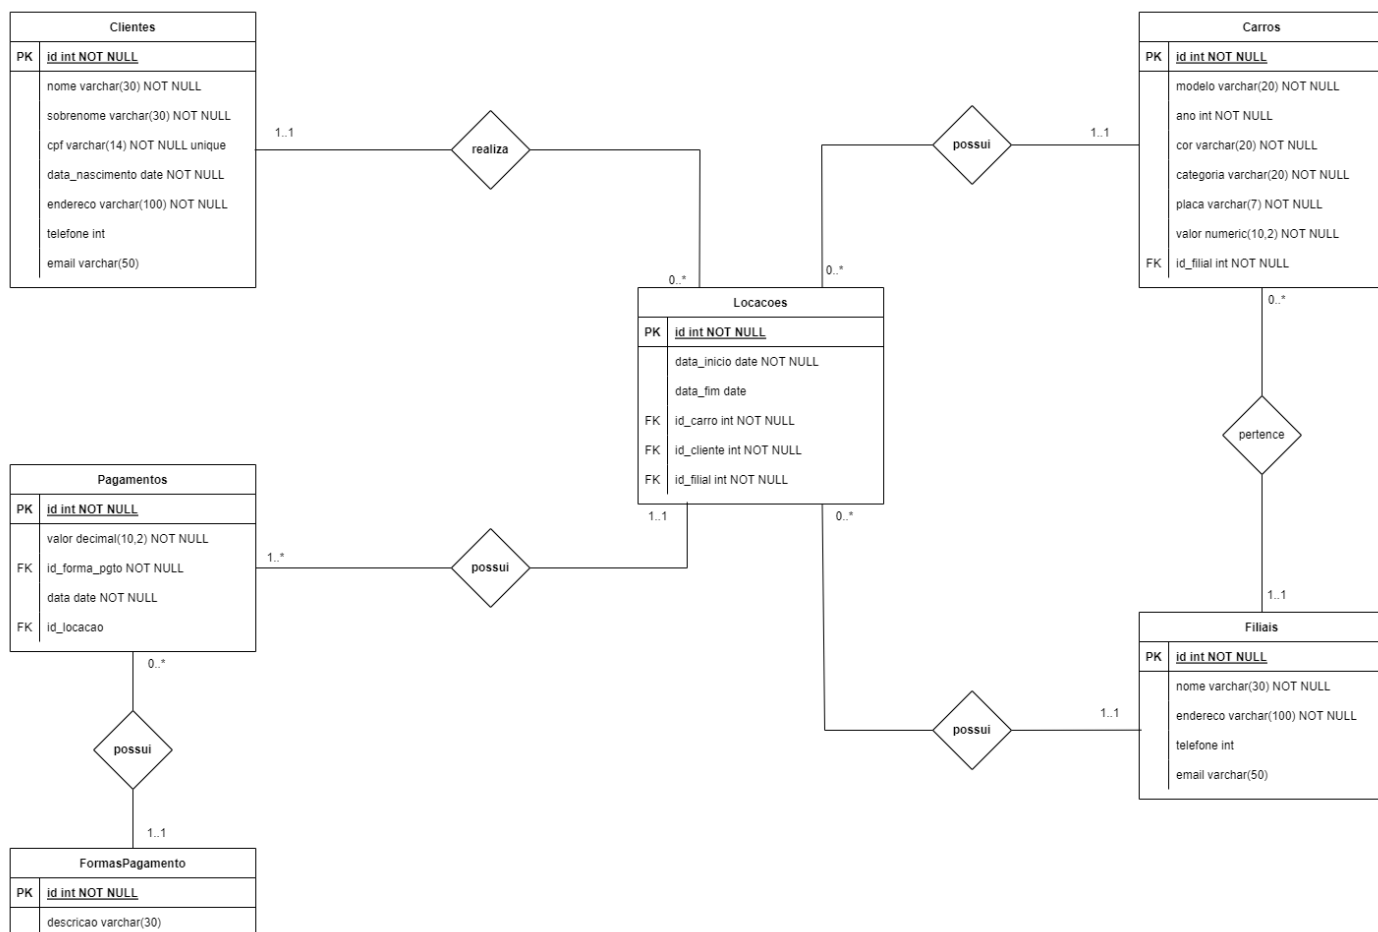 Clientes
PK id int NOT NULL
nome varchar(30) NOT NULL
sobrenome varchar(30) NOT NULL
cpf varchar(14) NOT NULL unique
data_nascimento date NOT NULL
endereco varchar(100) NOT NULL
telefone int
email varchar(50)
1..1
realiza
0..*
Carros
PK id int NOT NULL
modelo varchar(20) NOT NULL
ano int NOT NULL
cor varchar(20) NOT NULL
categoria varchar(20) NOT NULL
placa varchar(7) NOT NULL
valor numeric(10,2) NOT NULL
FK id_filial int NOT NULL
possui
1..1
0..*
Locacoes
PK id int NOT NULL
data_inicio date NOT NULL
data_fim date
FK id_carro int NOT NULL
FK id_cliente int NOT NULL
FK id_filial int NOT NULL
0..*
pertence
1..1
Pagamentos
PK id int NOT NULL
valor decimal(10,2) NOT NULL
FK id_forma_pgto NOT NULL
data date NOT NULL
FK id_locacao
1..*
possui
1..1
0..*
possui
1..1
Filiais
PK id int NOT NULL
nome varchar(30) NOT NULL
endereco varchar(100) NOT NULL
telefone int
email varchar(50)
0..*
possui
1..1
FormasPagamento
PK id int NOT NULL
descricao varchar(30)